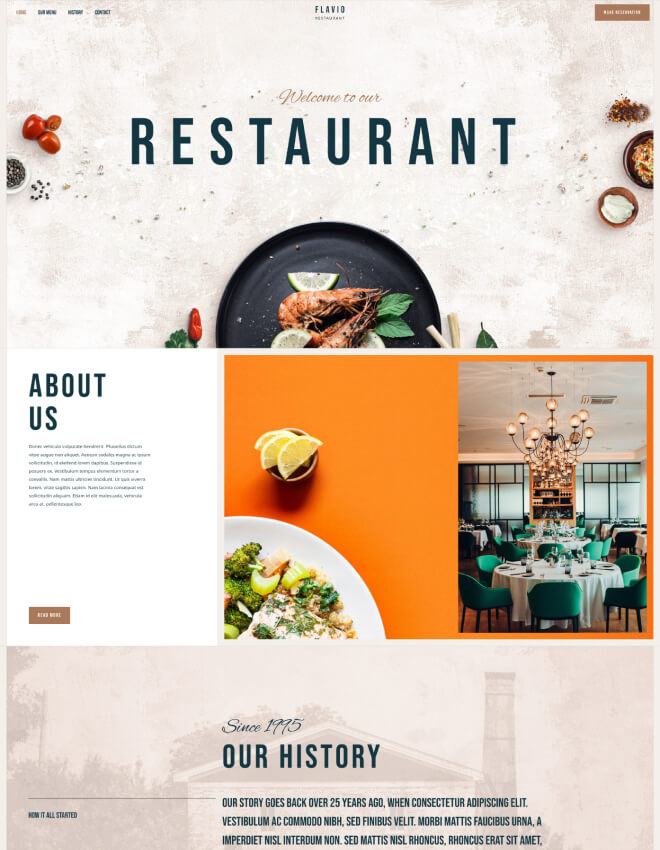 HOME OUR MENU HISTORY CONTACT
FLAVIO
RESTAURANT
MAKE RESERVATION
Welcome to our
RESTAURANT
ABOUT
US
Donec vehicula vulputate hendrerit. Phasellus dictum
vitae augue non aliquet. Aenean sodales magna ac ipsum
sollicitudin, id eleifend lorem dapibus. Suspendisse id
posuere ex. Vestibulum tempus elementum tortor a
convallis. Nam mattis ultricies tincidunt. Ut quis viverra
lorem, vitae sagittis sapien. Nam lacinia consequat est
sollicitudin aliquam. Etiam id elit malesuada, vehicula
arcu et, pellentesque leo.
READ MORE
Since 1995
OUR HISTORY
HOW IT ALL STARTED
OUR STORY GOES BACK OVER 25 YEARS AGO, WHEN CONSECTETUR ADIPISCING ELIT.
VESTIBULUM AC COMMODO NIBH, SED FINIBUS VELIT. MORBI MATTIS FAUCIBUS URNA, A
IMPERDIET NISL INTERDUM NON. SED MATTIS NISL RHONCUS, RHONCUS ERAT SIT AMET,